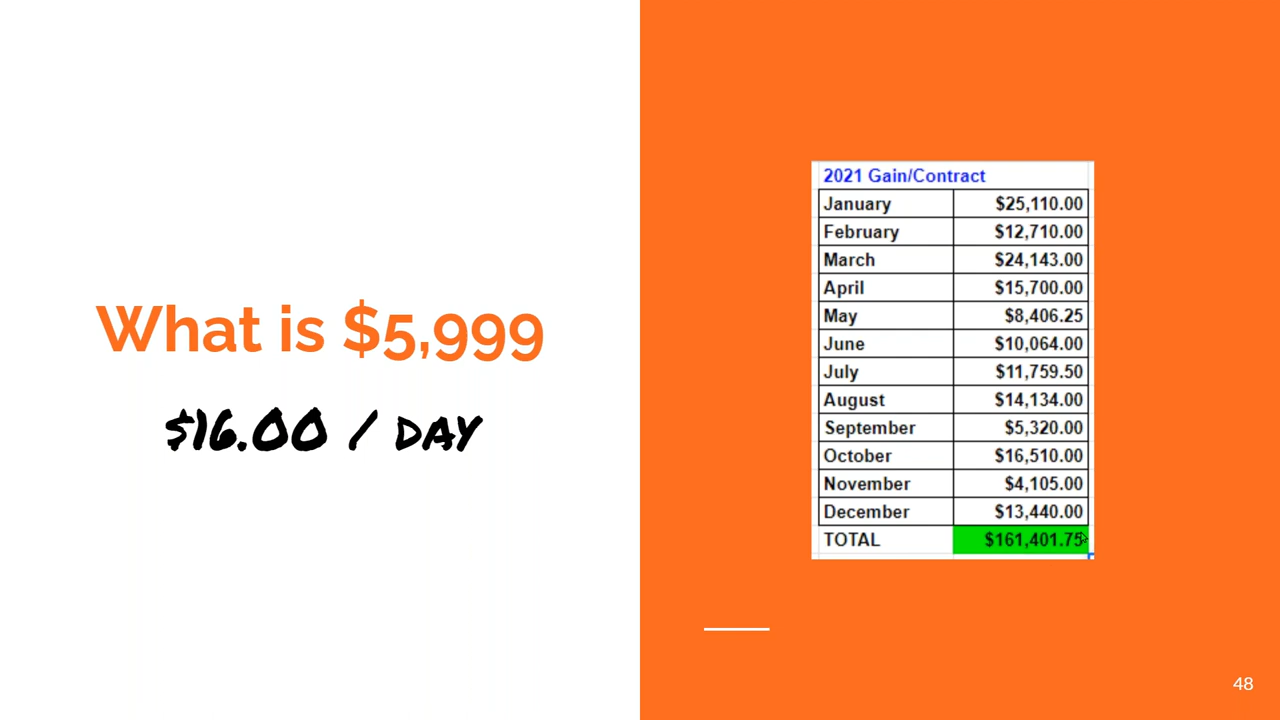 What is $5,999
$16.00 / DAY
2021 Gain/Contract
January $25,110.00
February $12,710.00
March $24,143.00
April $15,700.00
May $8,406.25
June $10,064.00
July $11,759.50
August $14,134.00
September $5,320.00
October $16,510.00
November $4,105.00
December $13,440.00
TOTAL $161,401.75
48